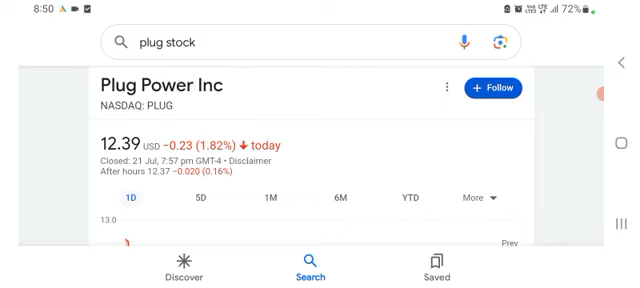 8:50 72%
plug stock
Plug Power Inc
NASDAQ: PLUG
+ Follow
12.39 USD −0.23 (1.82%) ↓ today
Closed: 21 Jul, 7:57 pm GMT-4 • Disclaimer
After hours 12.37 −0.020 (0.16%)
1D 5D 1M 6M YTD More
13.0
Prev
Discover Search Saved